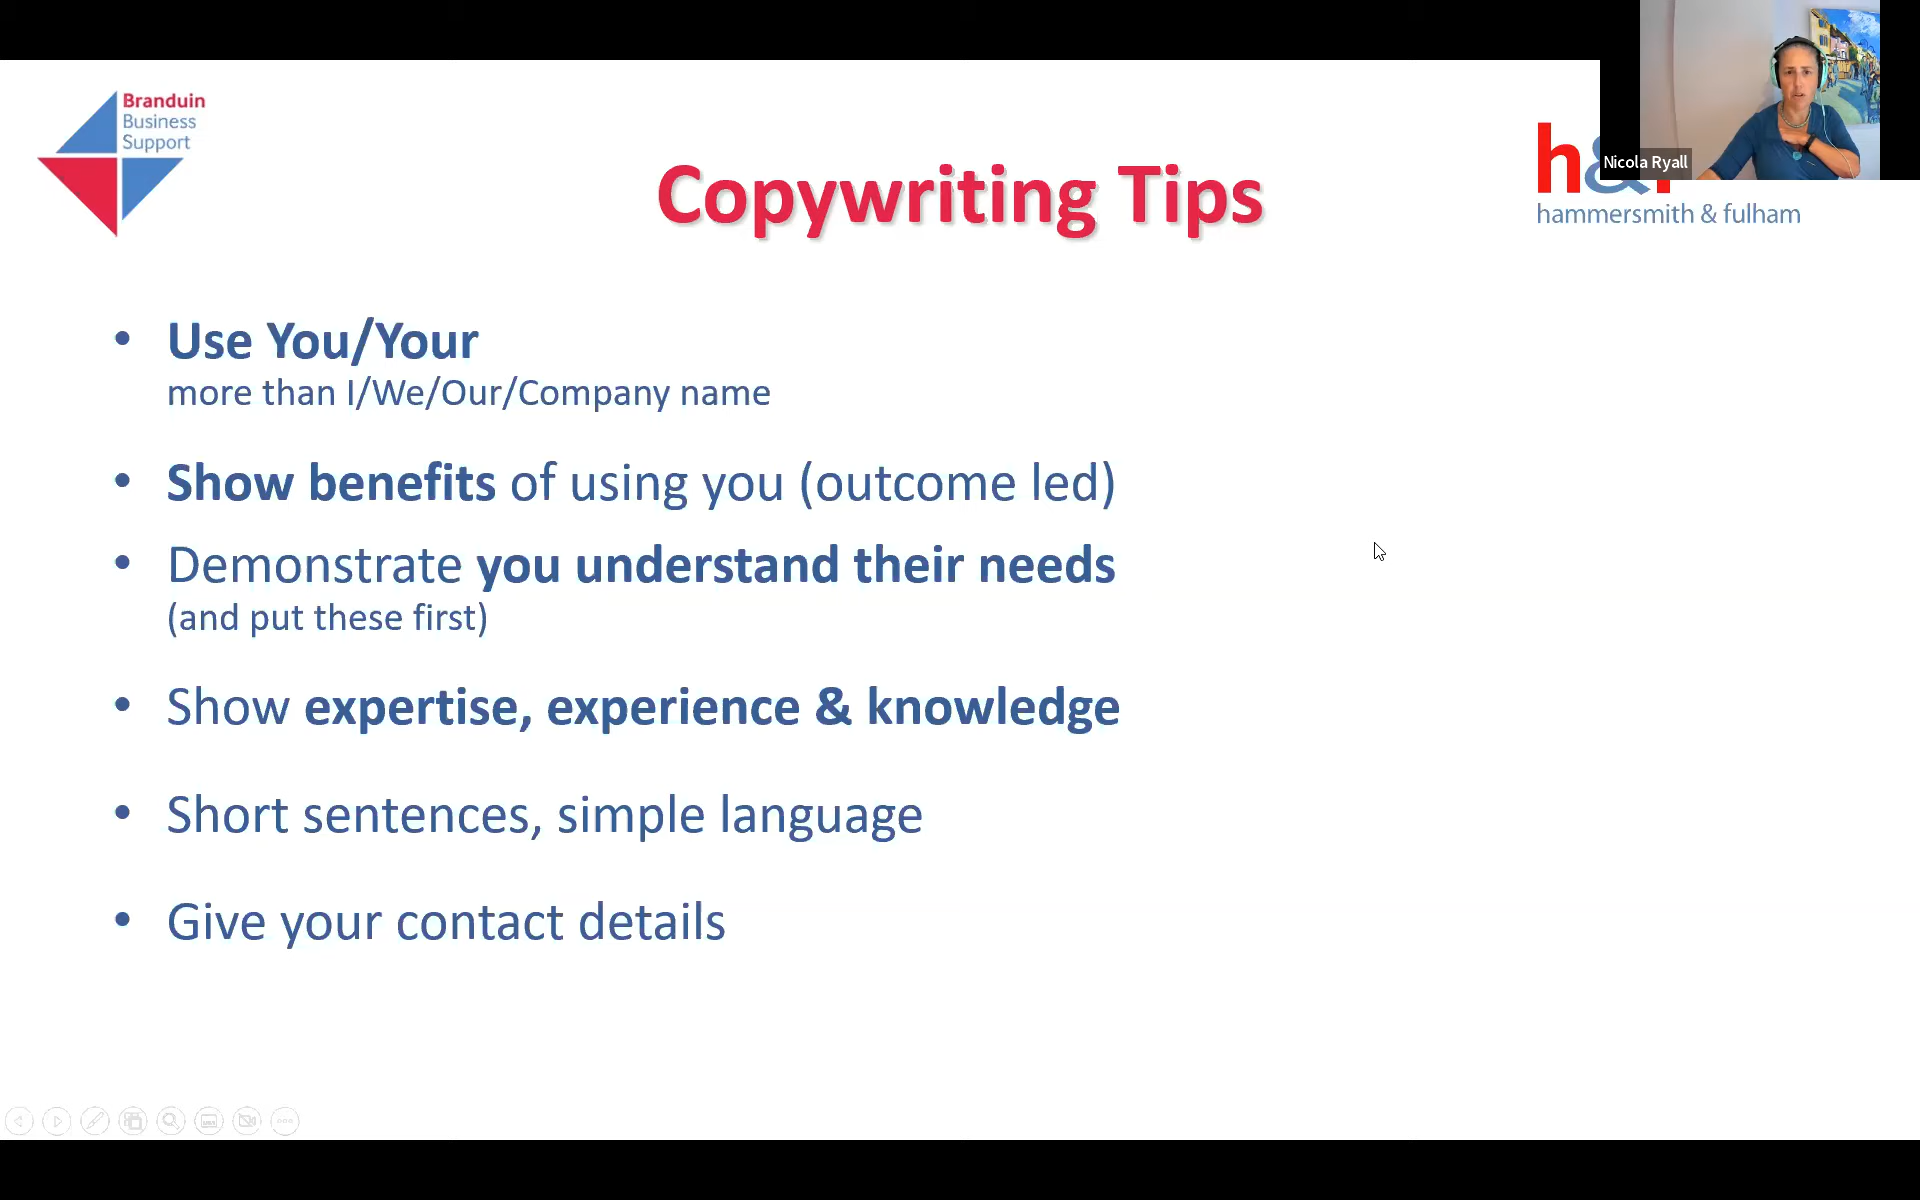 Branduin
Business
Support
Nicola Ryall
h&f
hammersmith & fulham
Copywriting Tips
• Use You/Your
more than I/We/Our/Company name
• Show benefits of using you (outcome led)
• Demonstrate you understand their needs
(and put these first)
• Show expertise, experience & knowledge
• Short sentences, simple language
• Give your contact details